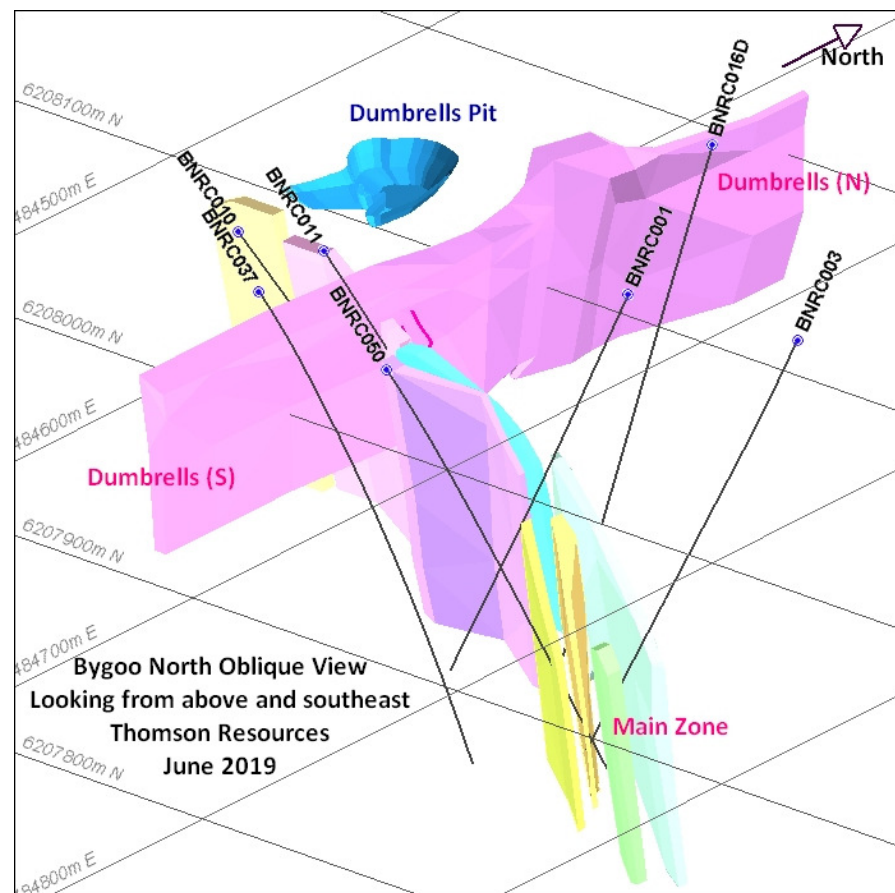 North
BNRC016D
Dumbrells Pit
6208100m N
BNRC010
Dumbrells (N)
484500m E
BNRC037
BNRC011
BNRC001
BNRC003
6208000m N
BNRC050
484600m E
Dumbrells (S)
6207900m N
484700m E
Bygoo North Oblique View
Looking from above and southeast
Thomson Resources
June 2019
Main Zone
6207800m N
484800m E